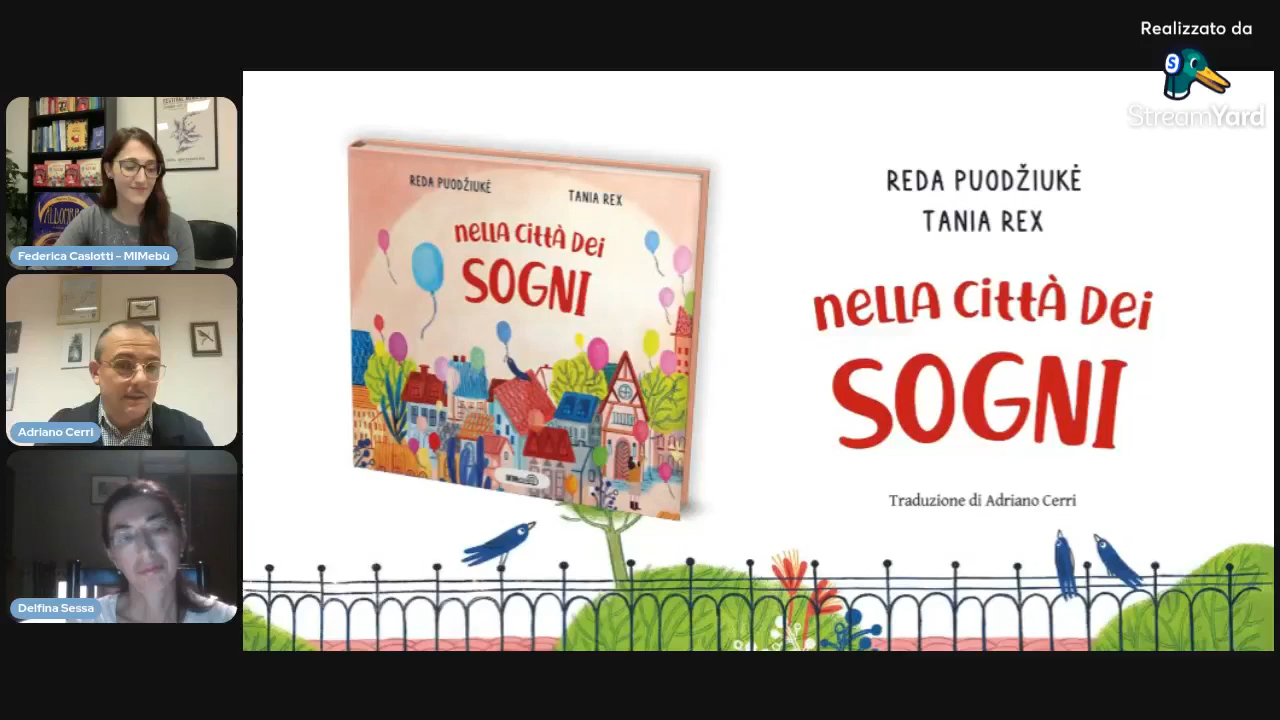 Realizzato da
StreamYard
Federica Casiotti – MIMebù
Adriano Cerri
Delfina Sessa
REDA PUODŽIUKĖ
TANIA REX
nella città dei
SOGNI
REDA PUODŽIUKĖ
TANIA REX
nella città dei
SOGNI
Traduzione di Adriano Cerri